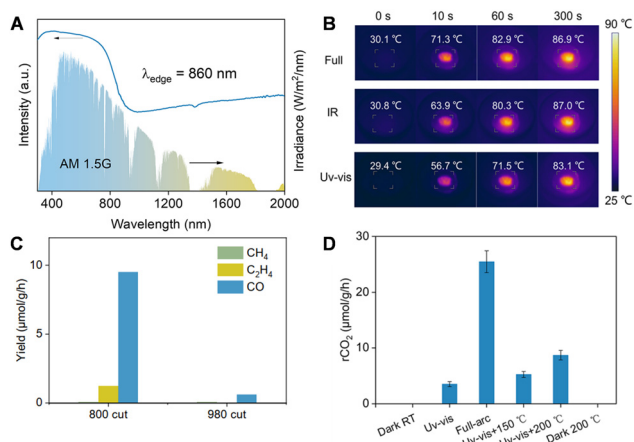 A
Intensity (a.u.)
λedge = 860 nm
AM 1.5G
Irradiance (W/m²/nm)
400 800 1200 1600 2000
Wavelength (nm)
B
0 s 10 s 60 s 300 s
90 ℃
Full
30.1 ℃ 71.3 ℃ 82.9 ℃ 86.9 ℃
IR
30.8 ℃ 63.9 ℃ 80.3 ℃ 87.0 ℃
Uv-vis
29.4 ℃ 56.7 ℃ 71.5 ℃ 83.1 ℃
25 ℃
C
Yield (μmol/g/h)
10
5
0
CH₄
C₂H₄
CO
800 cut 980 cut
D
rCO₂ (μmol/g/h)
40
30
20
10
0
Dark RT
Uv-vis
Full-arc
Uv-vis+150 ℃
Uv-vis+200 ℃
Dark 200 ℃